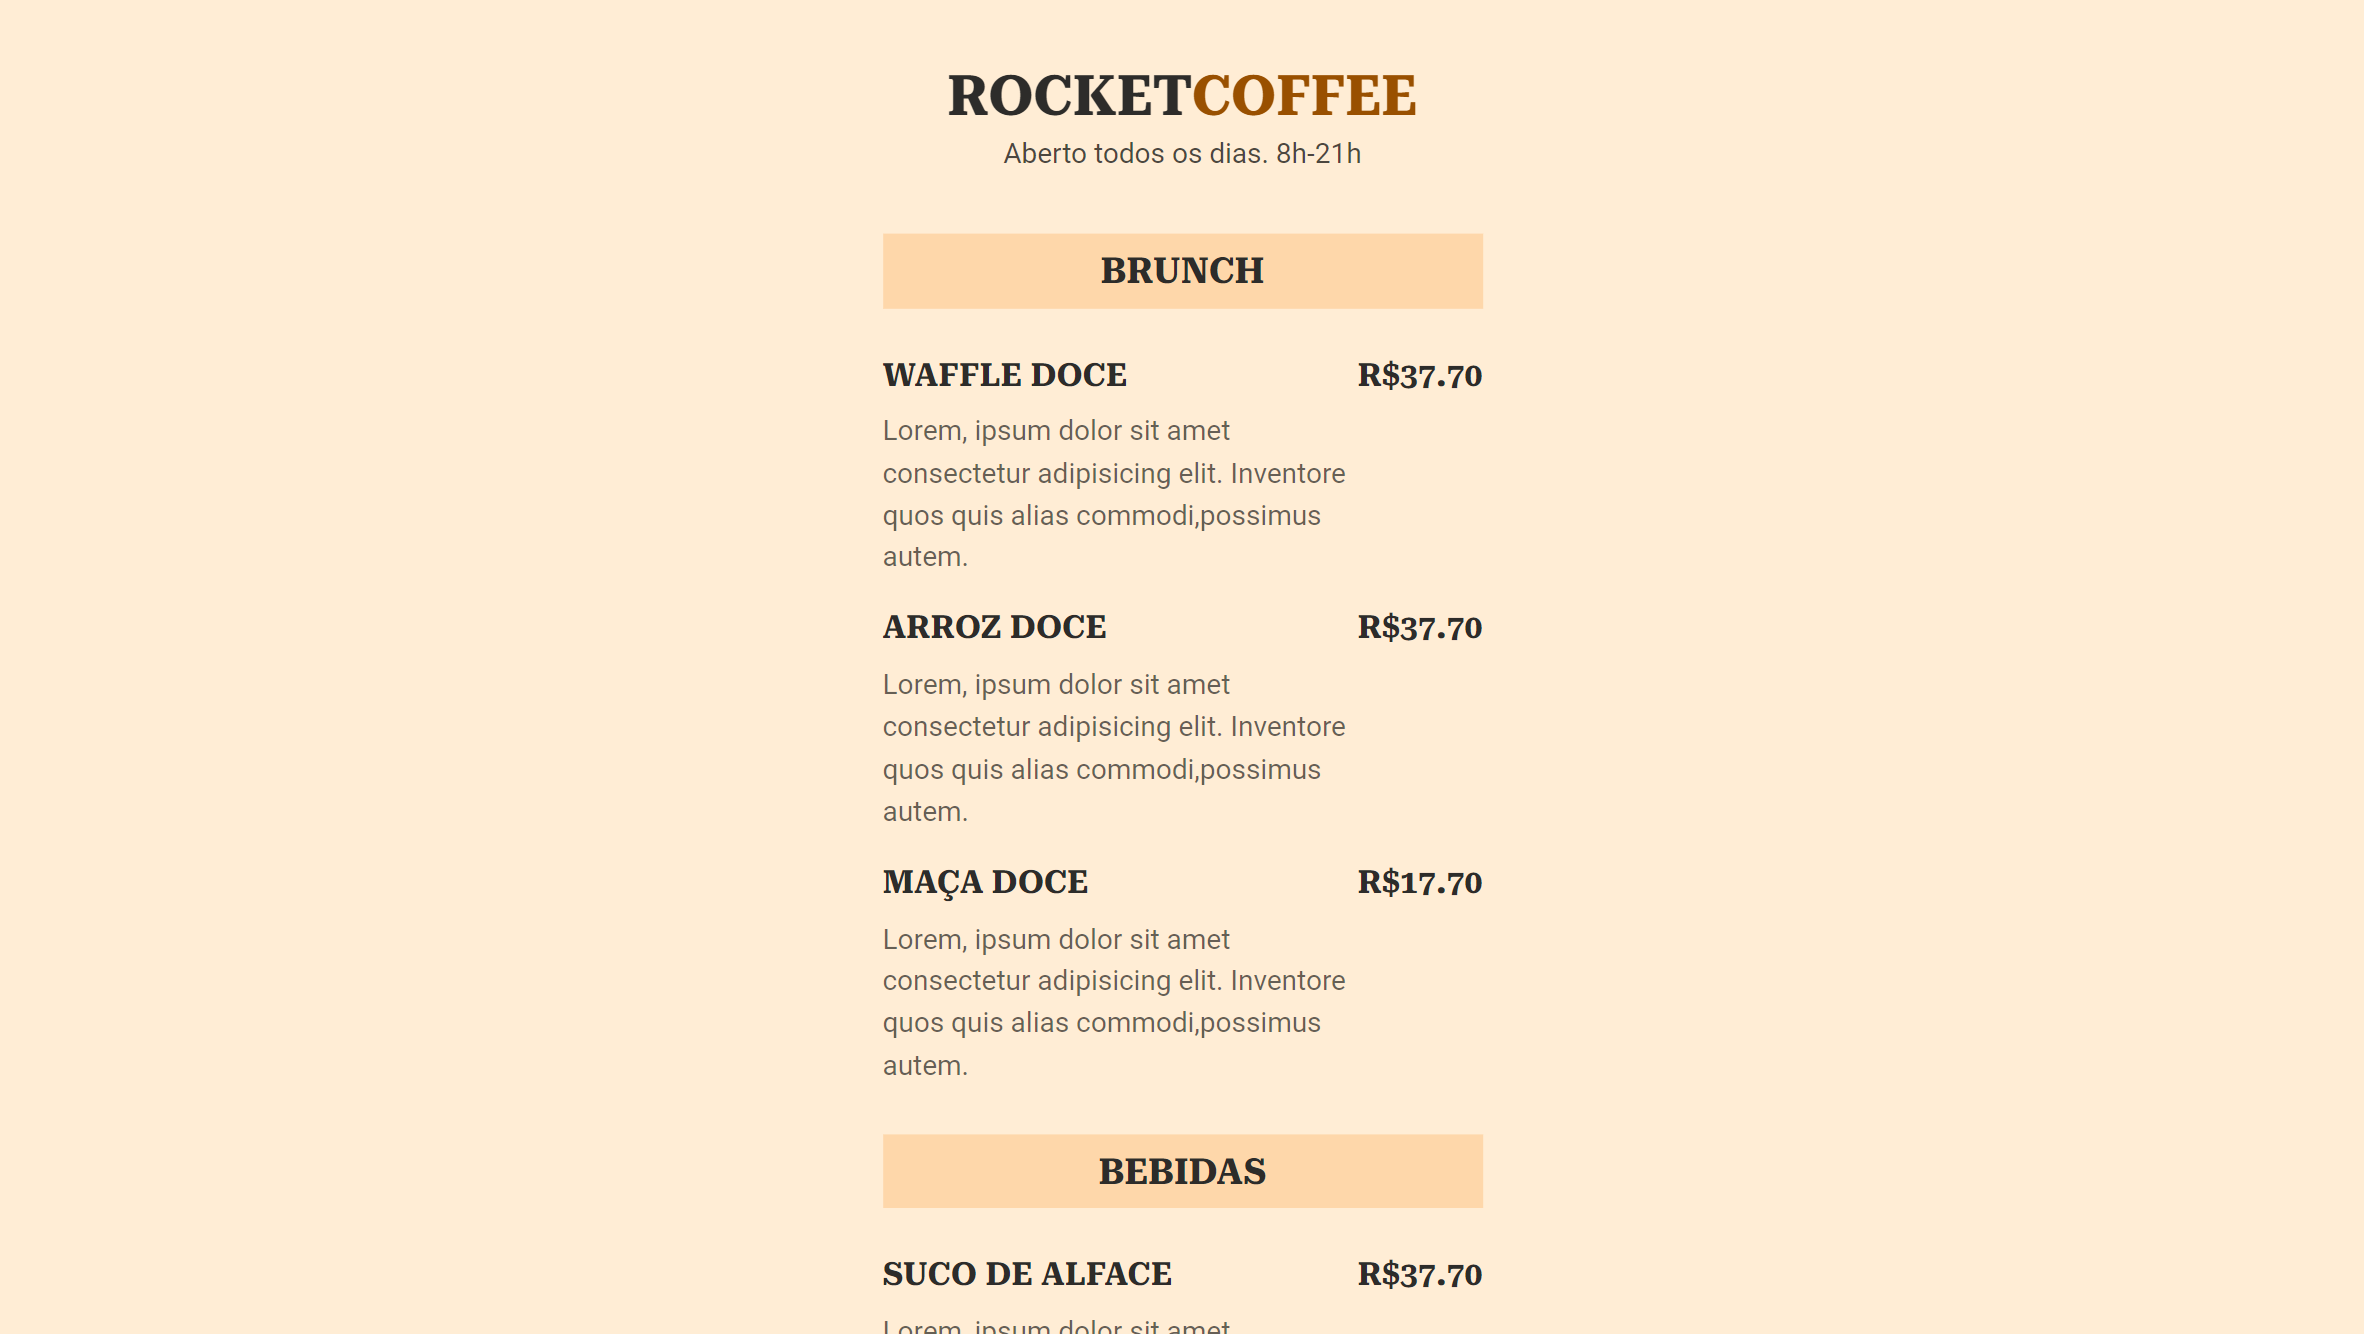 ROCKETCOFFEE
Aberto todos os dias. 8h-21h
BRUNCH
WAFFLE DOCE R$37.70
Lorem, ipsum dolor sit amet
consectetur adipisicing elit. Inventore
quos quis alias commodi,possimus
autem.
ARROZ DOCE R$37.70
Lorem, ipsum dolor sit amet
consectetur adipisicing elit. Inventore
quos quis alias commodi,possimus
autem.
MAÇA DOCE R$17.70
Lorem, ipsum dolor sit amet
consectetur adipisicing elit. Inventore
quos quis alias commodi,possimus
autem.
BEBIDAS
SUCO DE ALFACE R$37.70
Lorem, ipsum dolor sit amet